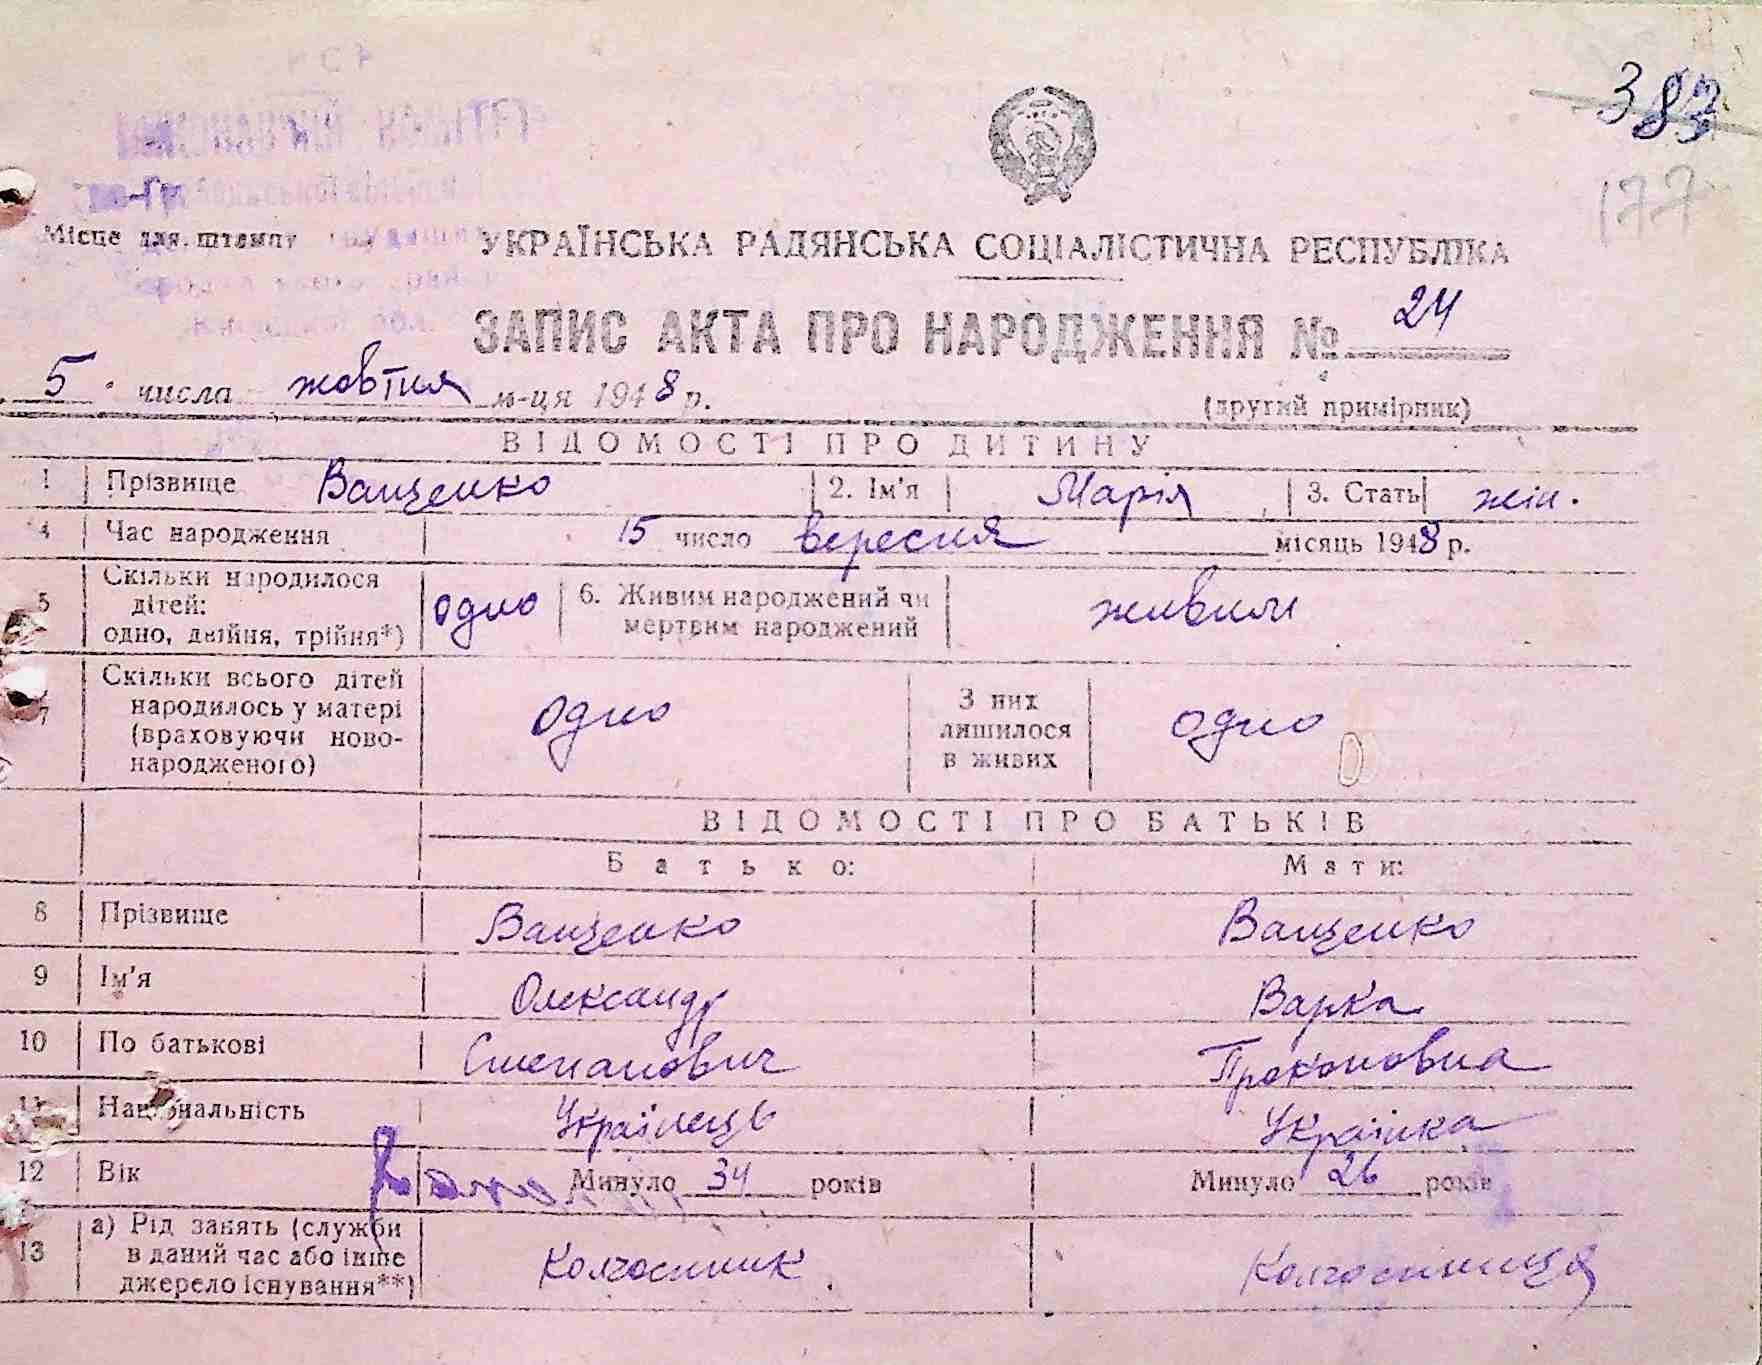 383
177
Місце для штампу УКРАЇНСЬКА РАДЯНСЬКА СОЦІАЛІСТИЧНА РЕСПУБЛІКА
ЗАПИС АКТА ПРО НАРОДЖЕННЯ № 24
5 числа жовтня м-ця 1948 р.
(другий примірник)
ВІДОМОСТІ ПРО ДИТИНУ
1 Прізвище Ващенко 2. Ім'я Марія 3. Стать жін.
4 Час народження 15 число вересня місяць 1948 р.
5 Скільки народилося дітей: одно, двійня, трійня*) одно 6. Живим народжений чи мертвим народжений живим
7 Скільки всього дітей народилось у матері (враховуючи ново-народженого) одно З них лишилося в живих одно
ВІДОМОСТІ ПРО БАТЬКІВ
Батько: Мати:
8 Прізвище Ващенко Ващенко
9 Ім'я Олександр Варка
10 По батькові Степанович Прокоповна
11 Національність Українець Українка
12 Вік Минуло 34 років Минуло 26 років
13 а) Рід занять (служби в даний час або інше джерело існування**) Колгоспник Колгоспниця